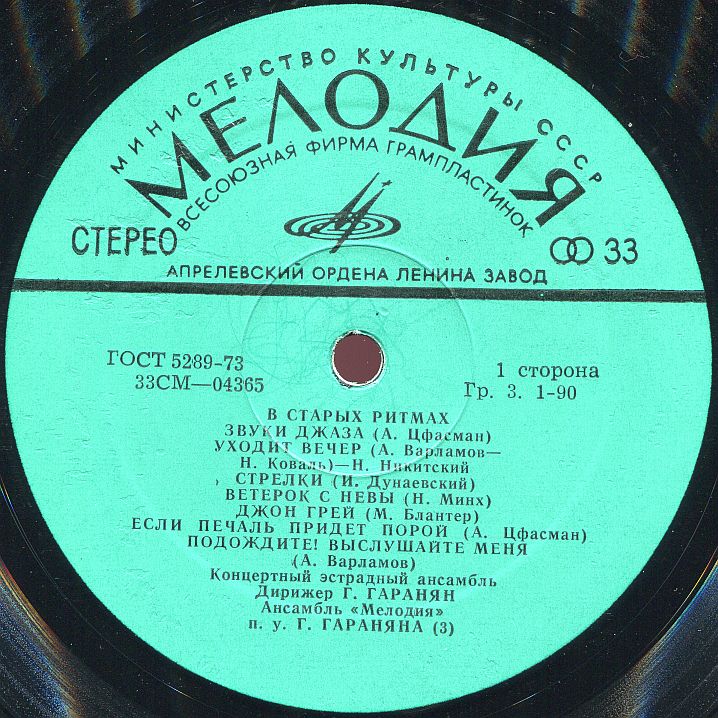 МИНИСТЕРСТВО КУЛЬТУРЫ СССР
МЕЛОДИЯ
ВСЕСОЮЗНАЯ ФИРМА ГРАМПЛАСТИНОК
СТЕРЕО
33
АПРЕЛЕВСКИЙ ОРДЕНА ЛЕНИНА ЗАВОД
ГОСТ 5289-73
33СМ—04365
1 сторона
Гр. 3. 1-90
В СТАРЫХ РИТМАХ
ЗВУКИ ДЖАЗА (А. Цфасман)
УХОДИТ ВЕЧЕР (А. Варламов—
Н. Коваль)—Н. Никитский
СТРЕЛКИ (И. Дунаевский)
ВЕТЕРОК С НЕВЫ (Н. Минх)
ДЖОН ГРЕЙ (М. Блантер)
ЕСЛИ ПЕЧАЛЬ ПРИДЕТ ПОРОЙ (А. Цфасман)
ПОДОЖДИТЕ! ВЫСЛУШАЙТЕ МЕНЯ
(А. Варламов)
Концертный эстрадный ансамбль
Дирижер Г. ГАРАНЯН
Ансамбль «Мелодия»
п. у. Г. ГАРАНЯНА (3)